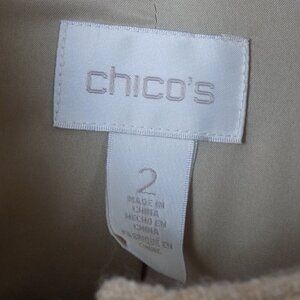 chico's
2
MADE IN
CHINA
HECHO EN
CHINA
FABRIQUÉ EN
CHINE